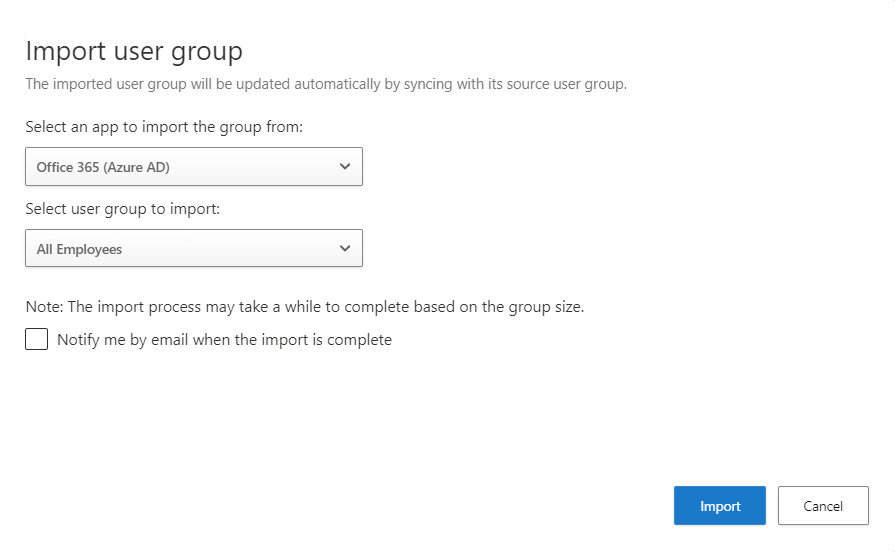 Import user group
The imported user group will be updated automatically by syncing with its source user group.
Select an app to import the group from:
Office 365 (Azure AD)
Select user group to import:
All Employees
Note: The import process may take a while to complete based on the group size.
Notify me by email when the import is complete
Import Cancel